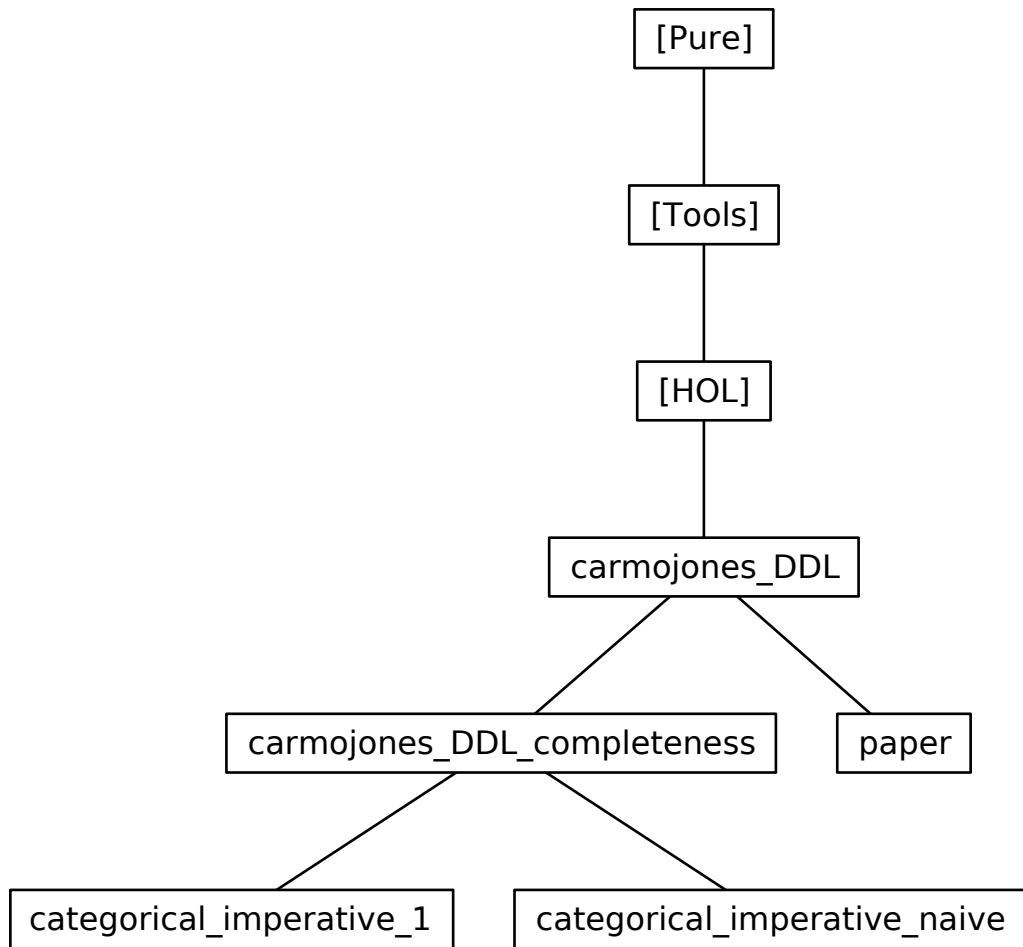 [Pure]
[Tools]
[HOL]
carmojones_DDL
carmojones_DDL_completeness
paper
categorical_imperative_1
categorical_imperative_naive